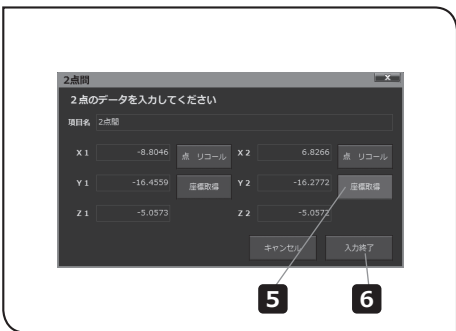 2点間 x
2点のデータを入力してください
項目名 2点間
X 1 -8.8046 点 リコール X 2 6.8266 点 リコール
Y 1 -16.4559 座標取得 Y 2 -16.2772 座標取得
Z 1 -5.0573 Z 2 -5.0572
キャンセル 入力終了
5 6